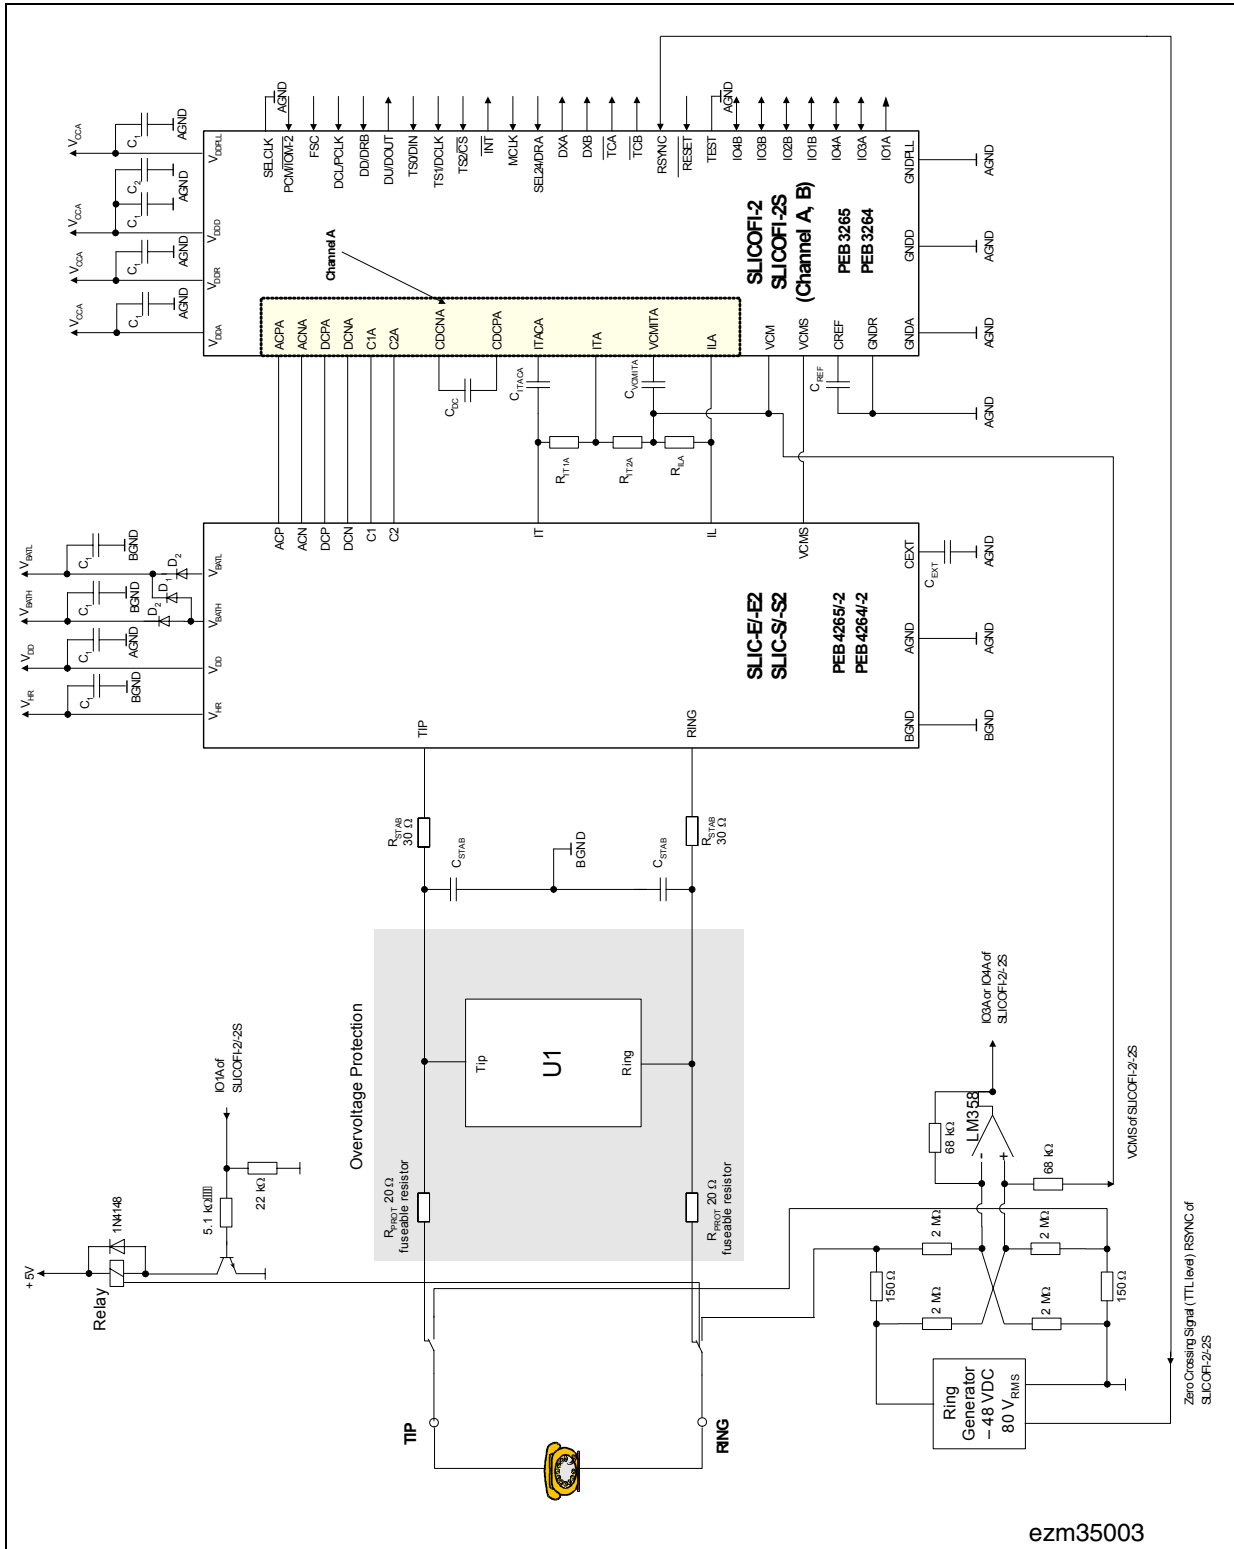 VCCA
C1
AGND
VDDPLL
VCCA
C2
AGND
C1
AGND
VDDD
VCCA
C1
AGND
VDDR
VCCA
C1
AGND
VDDA
AGND
SELCLK
PCM/IOM-2
FSC
DCL/PCLK
DD/DRB
DU/DOUT
TS0/DIN
TS1/DCLK
TS2/CS
INT
MCLK
SEL24/DRA
DXA
DXB
TCA
TCB
RSYNC
RESET
TEST
AGND
IO4B
IO3B
IO2B
IO1B
IO4A
IO3A
IO1A
GNDPLL
AGND
GNDD
AGND
GNDA
AGND
AGND
SLICOFI-2
SLICOFI-2S
(Channel A, B)
PEB 3265
PEB 3264
Channel A
ACPA
ACNA
DCPA
DCNA
C1A
C2A
CDCNA
CDCPA
ITACA
ITA
VCMITA
ILA
VCM
VCMS
CREF
GNDR
CDC
CITACA
CVCMITA
CREF
RIT1A
RIT2A
RILA
VBATL
C1
BGND
D2
VBATL
VBATH
C1
BGND
D1
D2
VBATH
VDD
C1
AGND
VDD
VHR
C1
BGND
VHR
ACP
ACN
DCP
DCN
C1
C2
IT
IL
VCMS
CEXT
CEXT
AGND
AGND
AGND
BGND
BGND
SLIC-E/-E2
SLIC-S/-S2
PEB 4265/-2
PEB 4264/-2
TIP
RING
RSTAB
30 Ω
RSTAB
30 Ω
CSTAB
BGND
CSTAB
Overvoltage Protection
U1
Tip
Ring
RPROT 20 Ω
fuseable resistor
RPROT 20 Ω
fuseable resistor
IO1A of
SLICOFI-2/-2S
22 kΩ
5.1 kΩ
1N4148
+5V
Relay
TIP
RING
IO3A or IO4A of
SLICOFI-2/-2S
LM358
68 kΩ
68 kΩ
-
+
VCMS of SLICOFI-2/-2S
2 MΩ
2 MΩ
2 MΩ
2 MΩ
150 Ω
150 Ω
Ring
Generator
– 48 VDC
80 VRMS
Zero Crossing Signal (TTL level) RSYNC of
SLICOFI-2/-2S
ezm35003